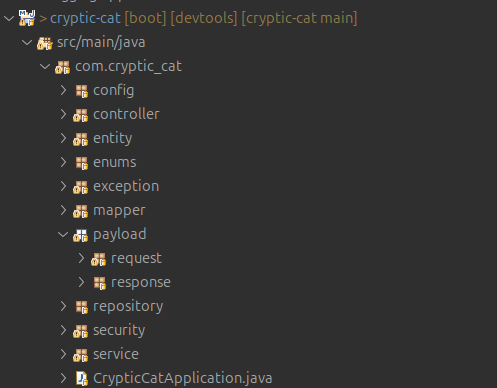 > cryptic-cat [boot] [devtools] [cryptic-cat main]
src/main/java
com.cryptic_cat
config
controller
entity
enums
exception
mapper
payload
request
response
repository
security
service
CrypticCatApplication.java